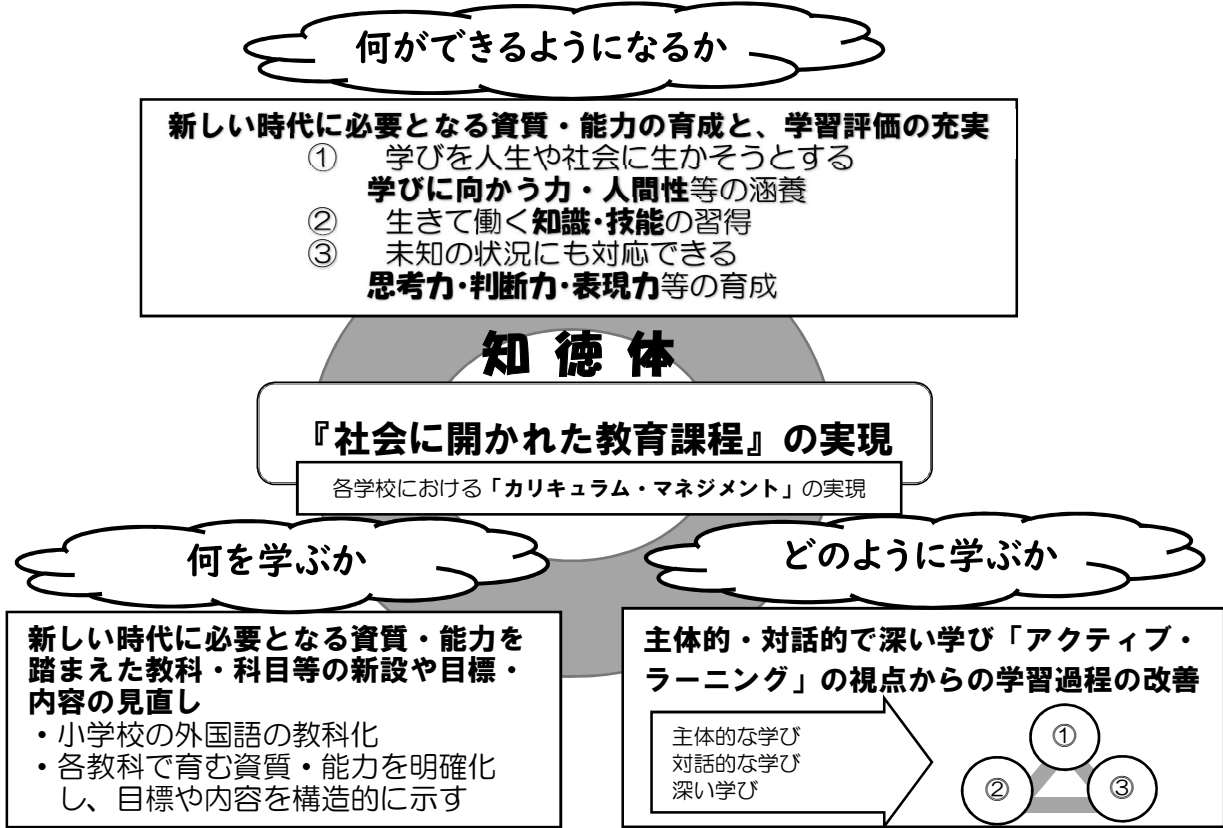 何ができるようになるか
新しい時代に必要となる資質・能力の育成と、学習評価の充実
① 学びを人生や社会に生かそうとする
学びに向かう力・人間性等の涵養
② 生きて働く知識・技能の習得
③ 未知の状況にも対応できる
思考力・判断力・表現力等の育成
知 徳 体
『社会に開かれた教育課程』の実現
各学校における「カリキュラム・マネジメント」の実現
何を学ぶか
新しい時代に必要となる資質・能力を
踏まえた教科・科目等の新設や目標・
内容の見直し
・小学校の外国語の教科化
・各教科で育む資質・能力を明確化
し、目標や内容を構造的に示す
どのように学ぶか
主体的・対話的で深い学び「アクティブ・
ラーニング」の視点からの学習過程の改善
主体的な学び
対話的な学び
深い学び
①
②
③